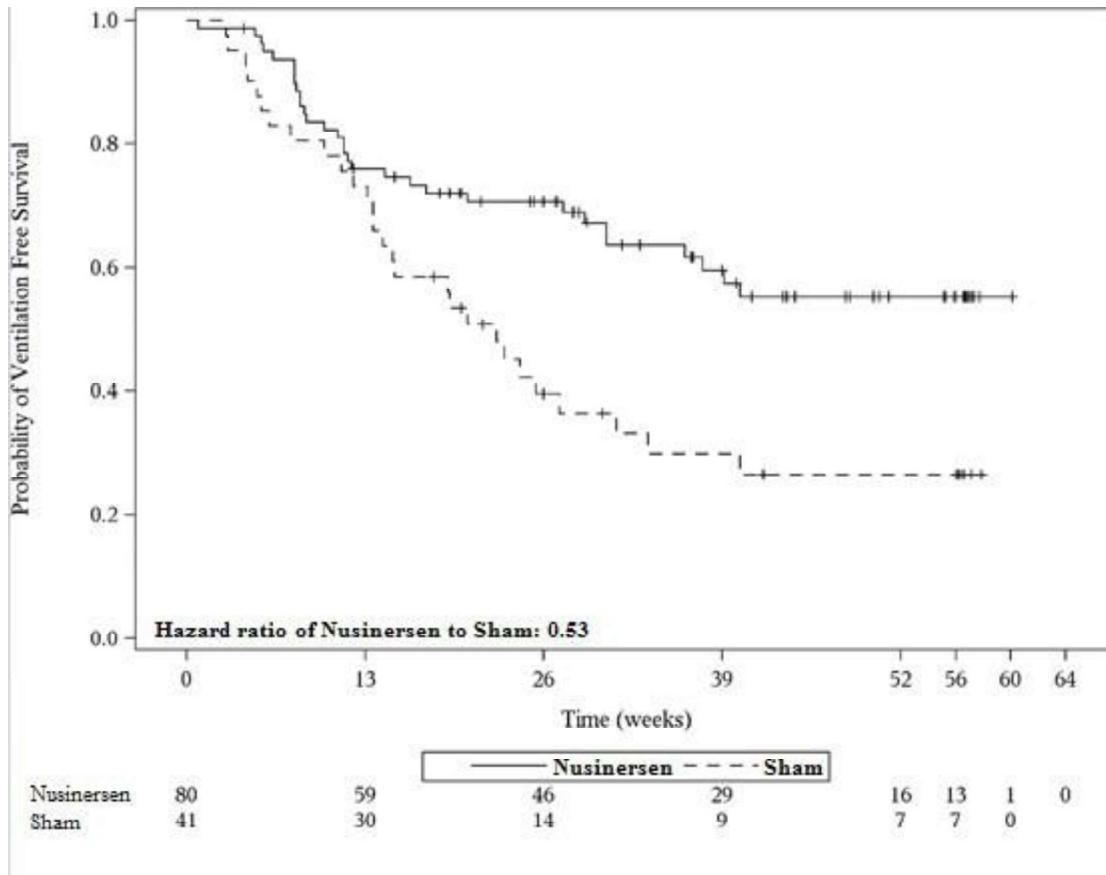 Probability of Ventilation Free Survival
1.0
0.8
0.6
0.4
0.2
0.0
Hazard ratio of Nusinersen to Sham: 0.53
0 13 26 39 52 56 60 64
Time (weeks)
Nusinersen Sham
Nusinersen 80 59 46 29 16 13 1 0
Sham 41 30 14 9 7 7 0